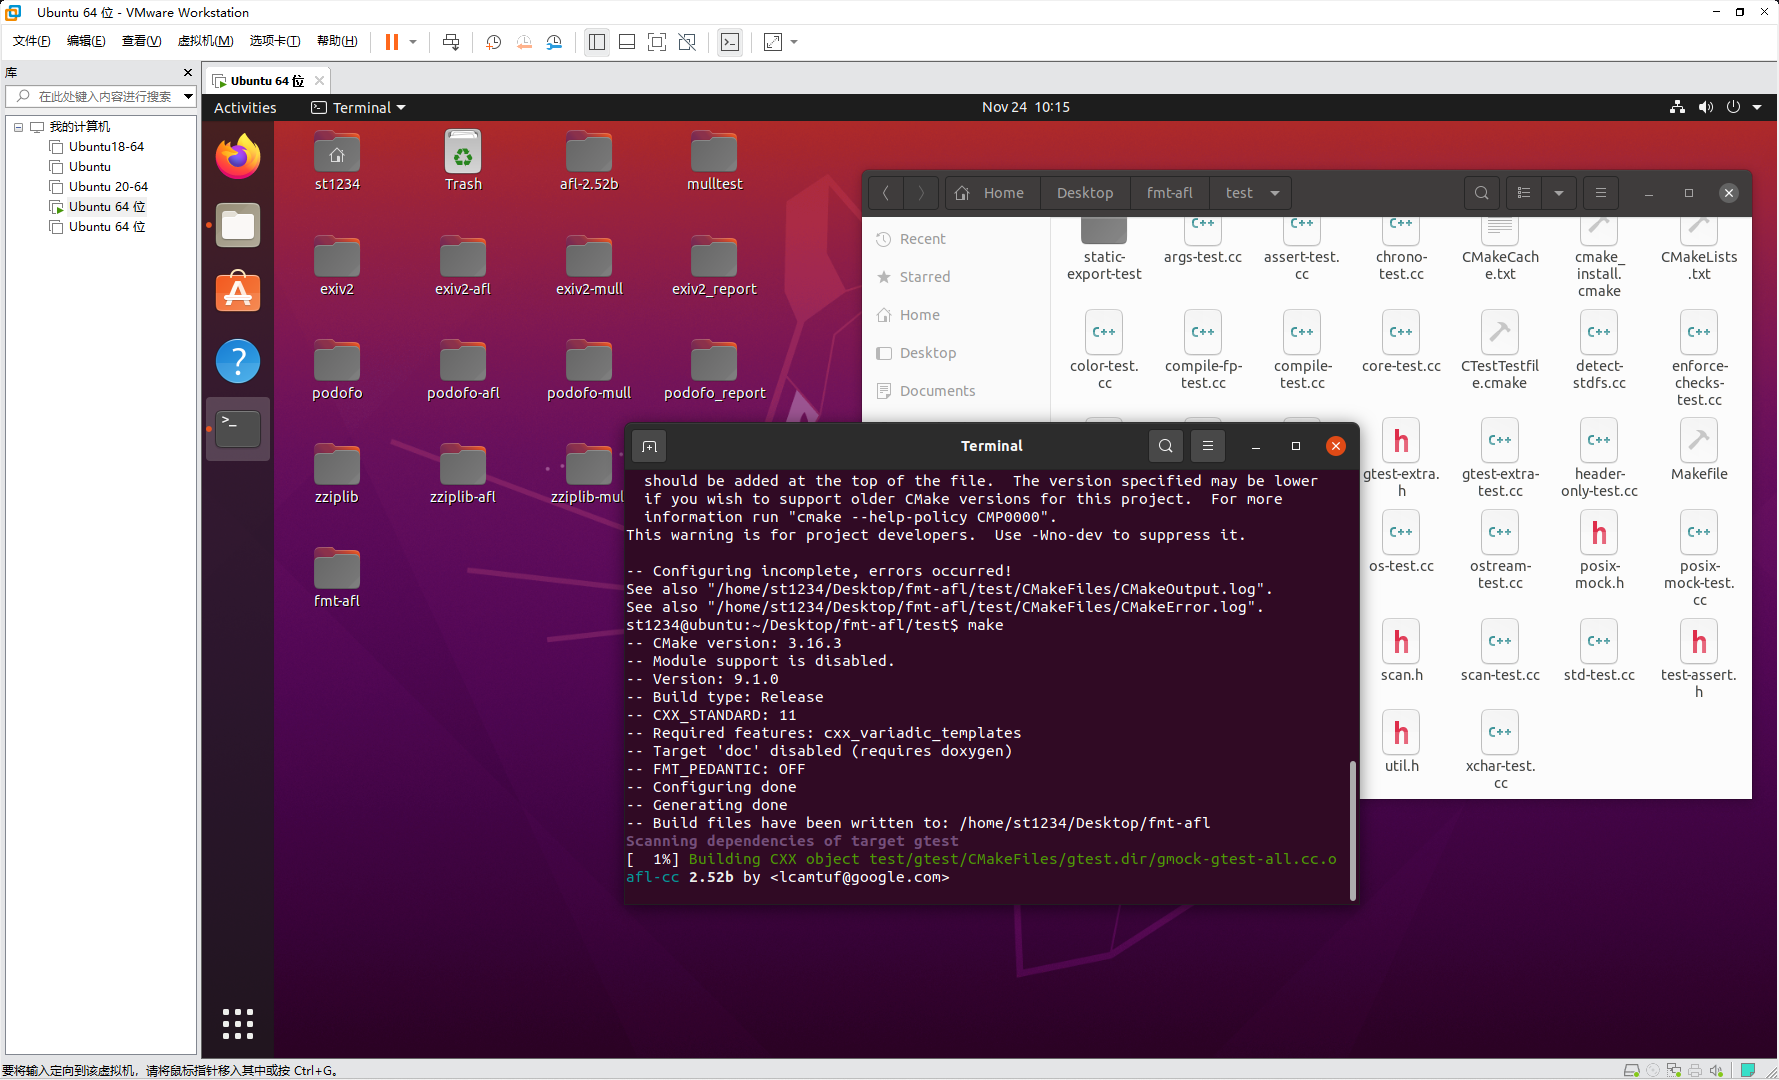 Ubuntu 64 位 - VMware Workstation
文件(F) 编辑(E) 查看(V) 虚拟机(M) 选项卡(T) 帮助(H)
库
在此处键入内容进行搜索
我的计算机
Ubuntu18-64
Ubuntu
Ubuntu 20-64
Ubuntu 64 位
Ubuntu 64 位
Ubuntu 64 位
Activities
Terminal
Nov 24 10:15
st1234
Trash
afl-2.52b
mulltest
exiv2
exiv2-afl
exiv2-mull
exiv2_report
podofo
podofo-afl
podofo-mull
podofo_report
zziplib
zziplib-afl
zziplib-mul
fmt-afl
Home
Desktop
fmt-afl
test
Recent
Starred
Home
Desktop
Documents
static-
export-test
C++
args-test.cc
C++
assert-test.
cc
C++
chrono-
test.cc
CMakeCach
e.txt
cmake_
install.
cmake
CMakeLists
.txt
C++
color-test.
cc
C++
compile-fp-
test.cc
C++
compile-
test.cc
C++
core-test.cc
CTestTestfil
e.cmake
C++
detect-
stdfs.cc
C++
enforce-
checks-
test.cc
h
gtest-extra.
h
C++
gtest-extra-
test.cc
C++
header-
only-test.cc
Makefile
C++
os-test.cc
C++
ostream-
test.cc
h
posix-
mock.h
C++
posix-
mock-test.
cc
h
scan.h
C++
scan-test.cc
C++
std-test.cc
h
test-assert.
h
h
util.h
C++
xchar-test.
cc
Terminal
should be added at the top of the file.  The version specified may be lower
if you wish to support older CMake versions for this project.  For more
information run "cmake --help-policy CMP0000".
This warning is for project developers.  Use -Wno-dev to suppress it.
-- Configuring incomplete, errors occurred!
See also "/home/st1234/Desktop/fmt-afl/test/CMakeFiles/CMakeOutput.log".
See also "/home/st1234/Desktop/fmt-afl/test/CMakeFiles/CMakeError.log".
st1234@ubuntu:~/Desktop/fmt-afl/test$ make
-- CMake version: 3.16.3
-- Module support is disabled.
-- Version: 9.1.0
-- Build type: Release
-- CXX_STANDARD: 11
-- Required features: cxx_variadic_templates
-- Target 'doc' disabled (requires doxygen)
-- FMT_PEDANTIC: OFF
-- Configuring done
-- Generating done
-- Build files have been written to: /home/st1234/Desktop/fmt-afl
Scanning dependencies of target gtest
[  1%] Building CXX object test/gtest/CMakeFiles/gtest.dir/gmock-gtest-all.cc.o
afl-cc 2.52b by <lcamtuf@google.com>
要将输入定向到该虚拟机，请将鼠标指针移入其中或按 Ctrl+G。